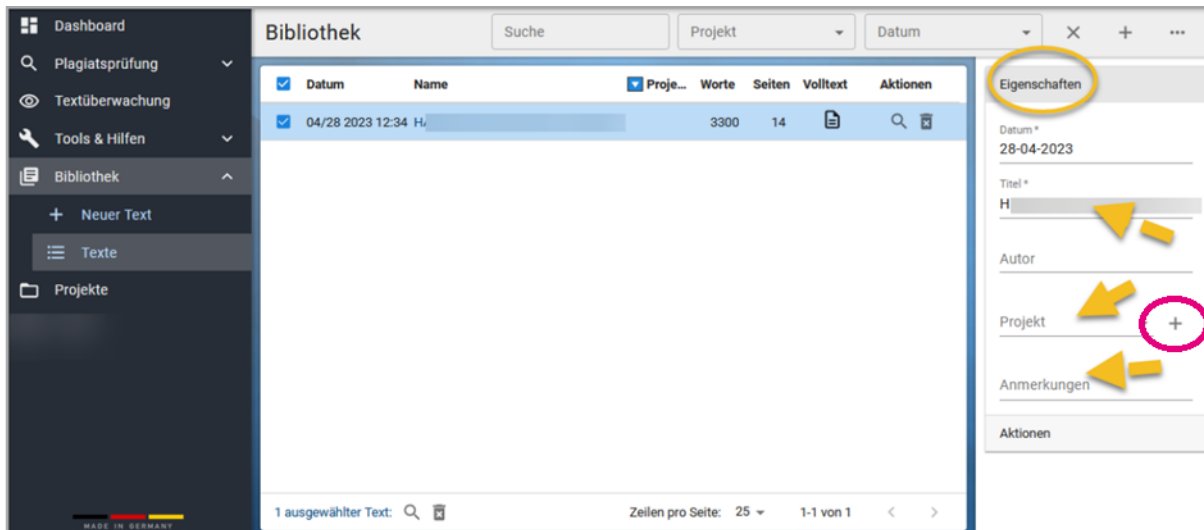 Dashboard
Plagiatsprüfung
Textüberwachung
Tools & Hilfen
Bibliothek
Neuer Text
Texte
Projekte
MADE IN GERMANY
Bibliothek
Suche
Projekt
Datum
Datum Name Proje... Worte Seiten Volltext Aktionen
04/28 2023 12:34 3300 14
1 ausgewählter Text: Zeilen pro Seite: 25 1-1 von 1
Eigenschaften
Datum *
28-04-2023
Titel *
H
Autor
Projekt
Anmerkungen
Aktionen